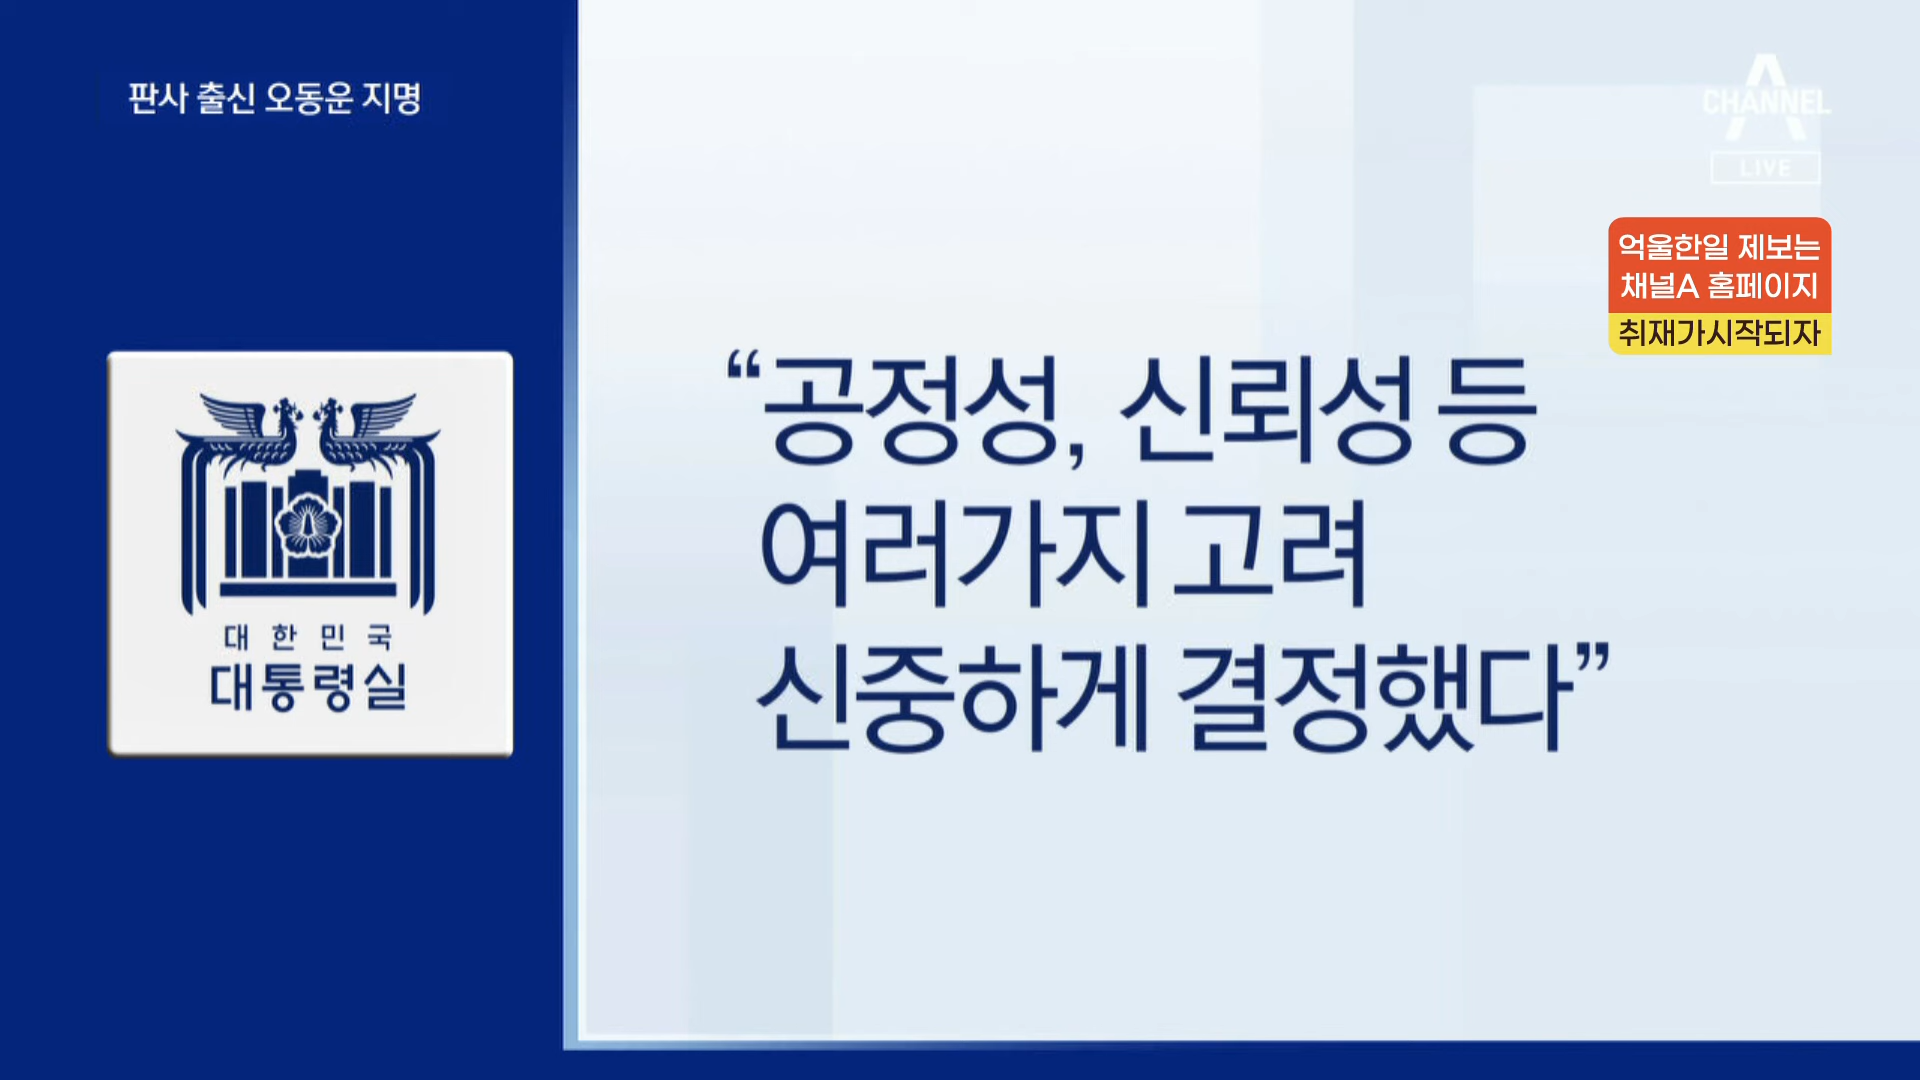 판사 출신 오동운 지명
CHANNEL A
LIVE
억울한일 제보는
채널A 홈페이지
취재가시작되자
“공정성, 신뢰성 등
여러가지 고려
신중하게 결정했다”
대한민국
대통령실